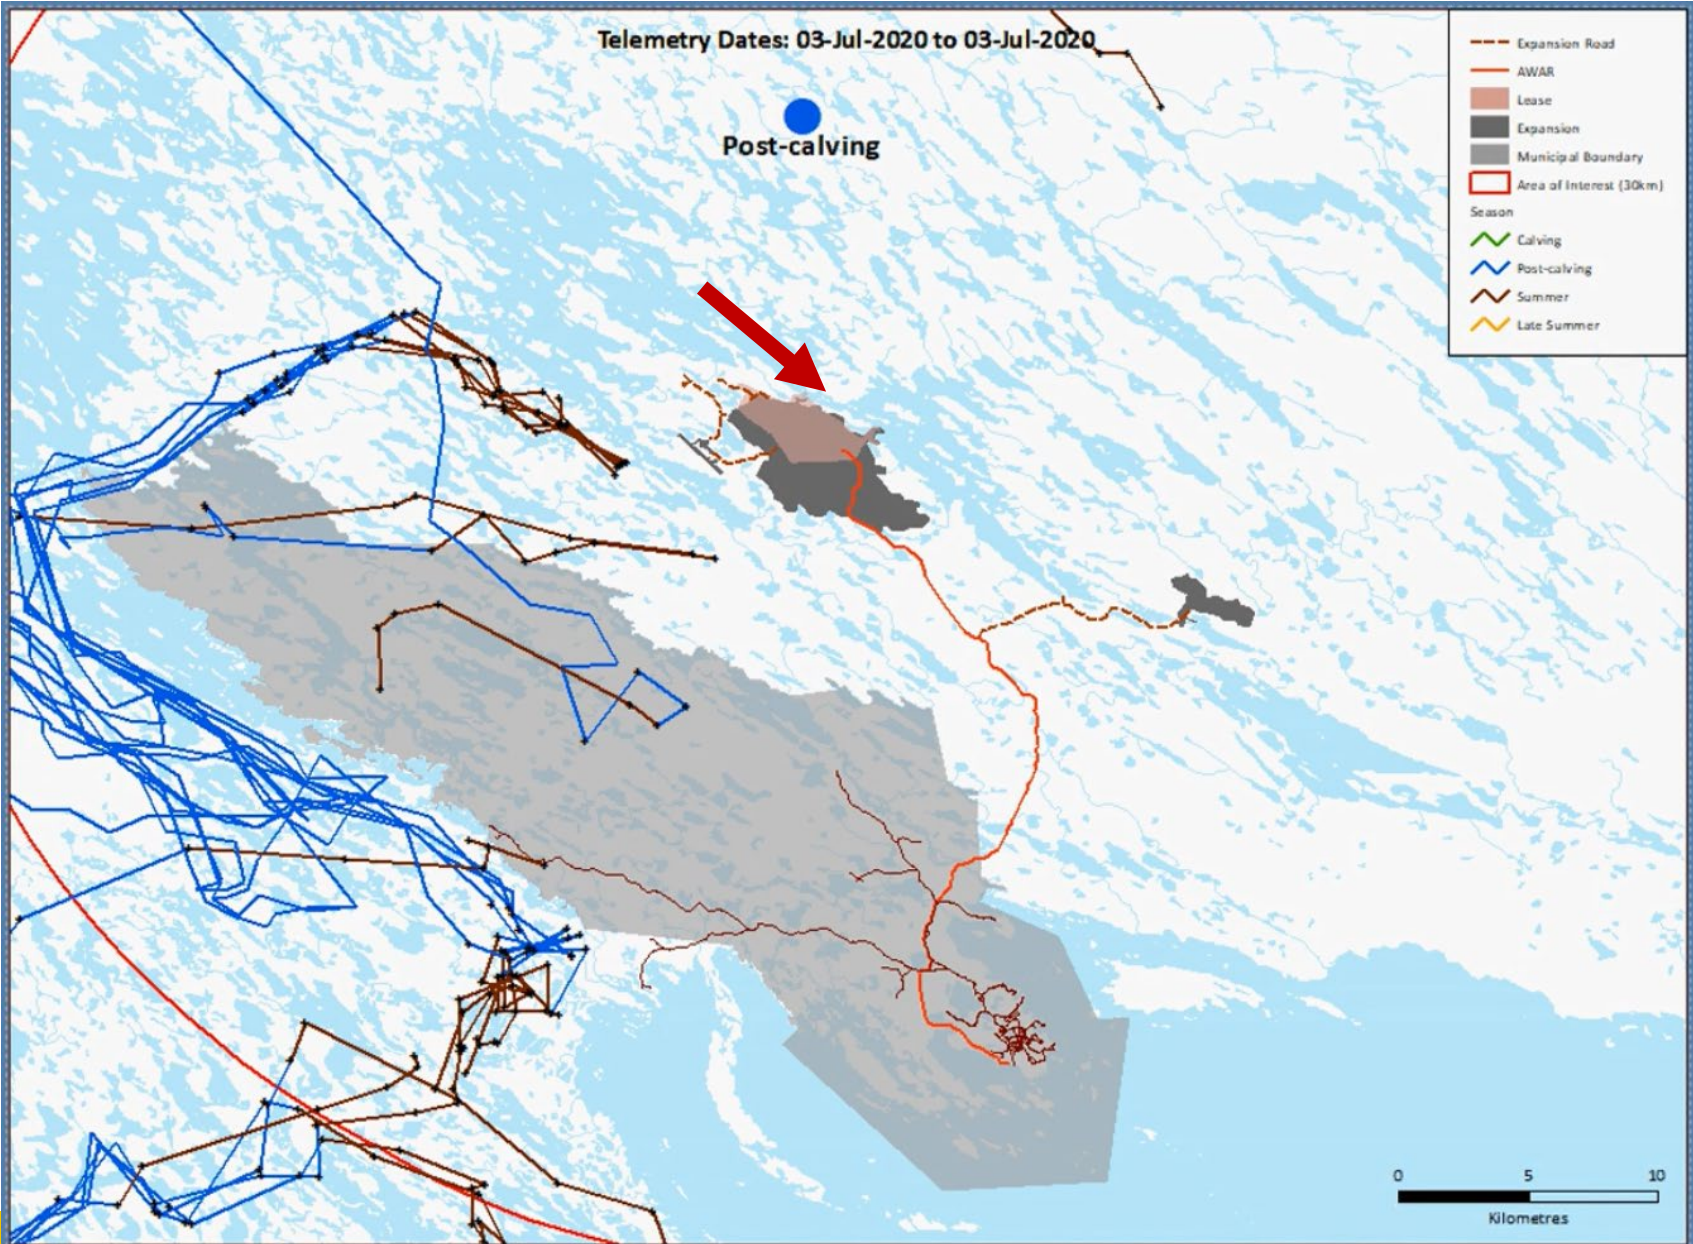 Telemetry Dates: 03-Jul-2020 to 03-Jul-2020
Post-calving
Expansion Road
AWAR
Lease
Expansion
Municipal Boundary
Area of Interest (30km)
Season
Calving
Post-calving
Summer
Late Summer
0 5 10
Kilometres